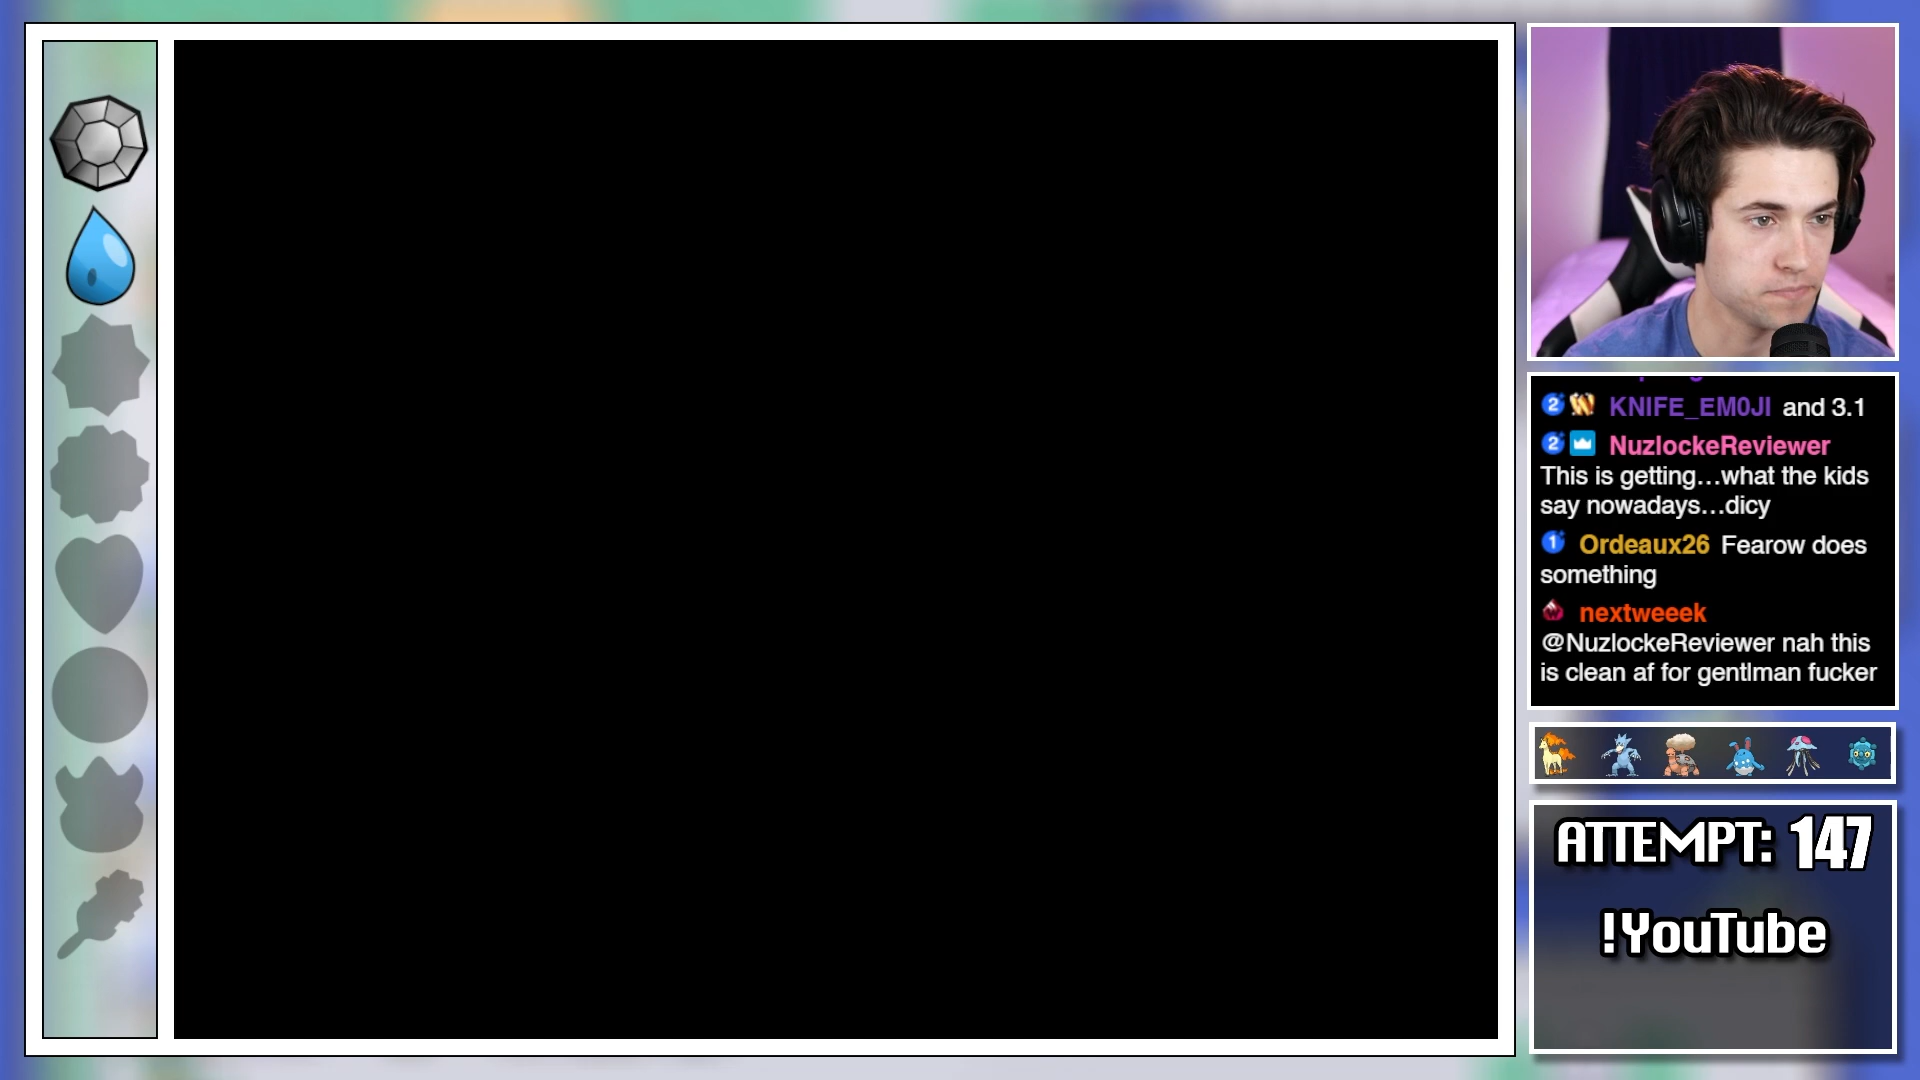 KNIFE_EM0JI and 3.1
NuzlockeReviewer
This is getting...what the kids
say nowadays...dicy
Ordeaux26 Fearow does
something
nextweeek
@NuzlockeReviewer nah this
is clean af for gentlman fucker
ATTEMPT: 147
!YouTube